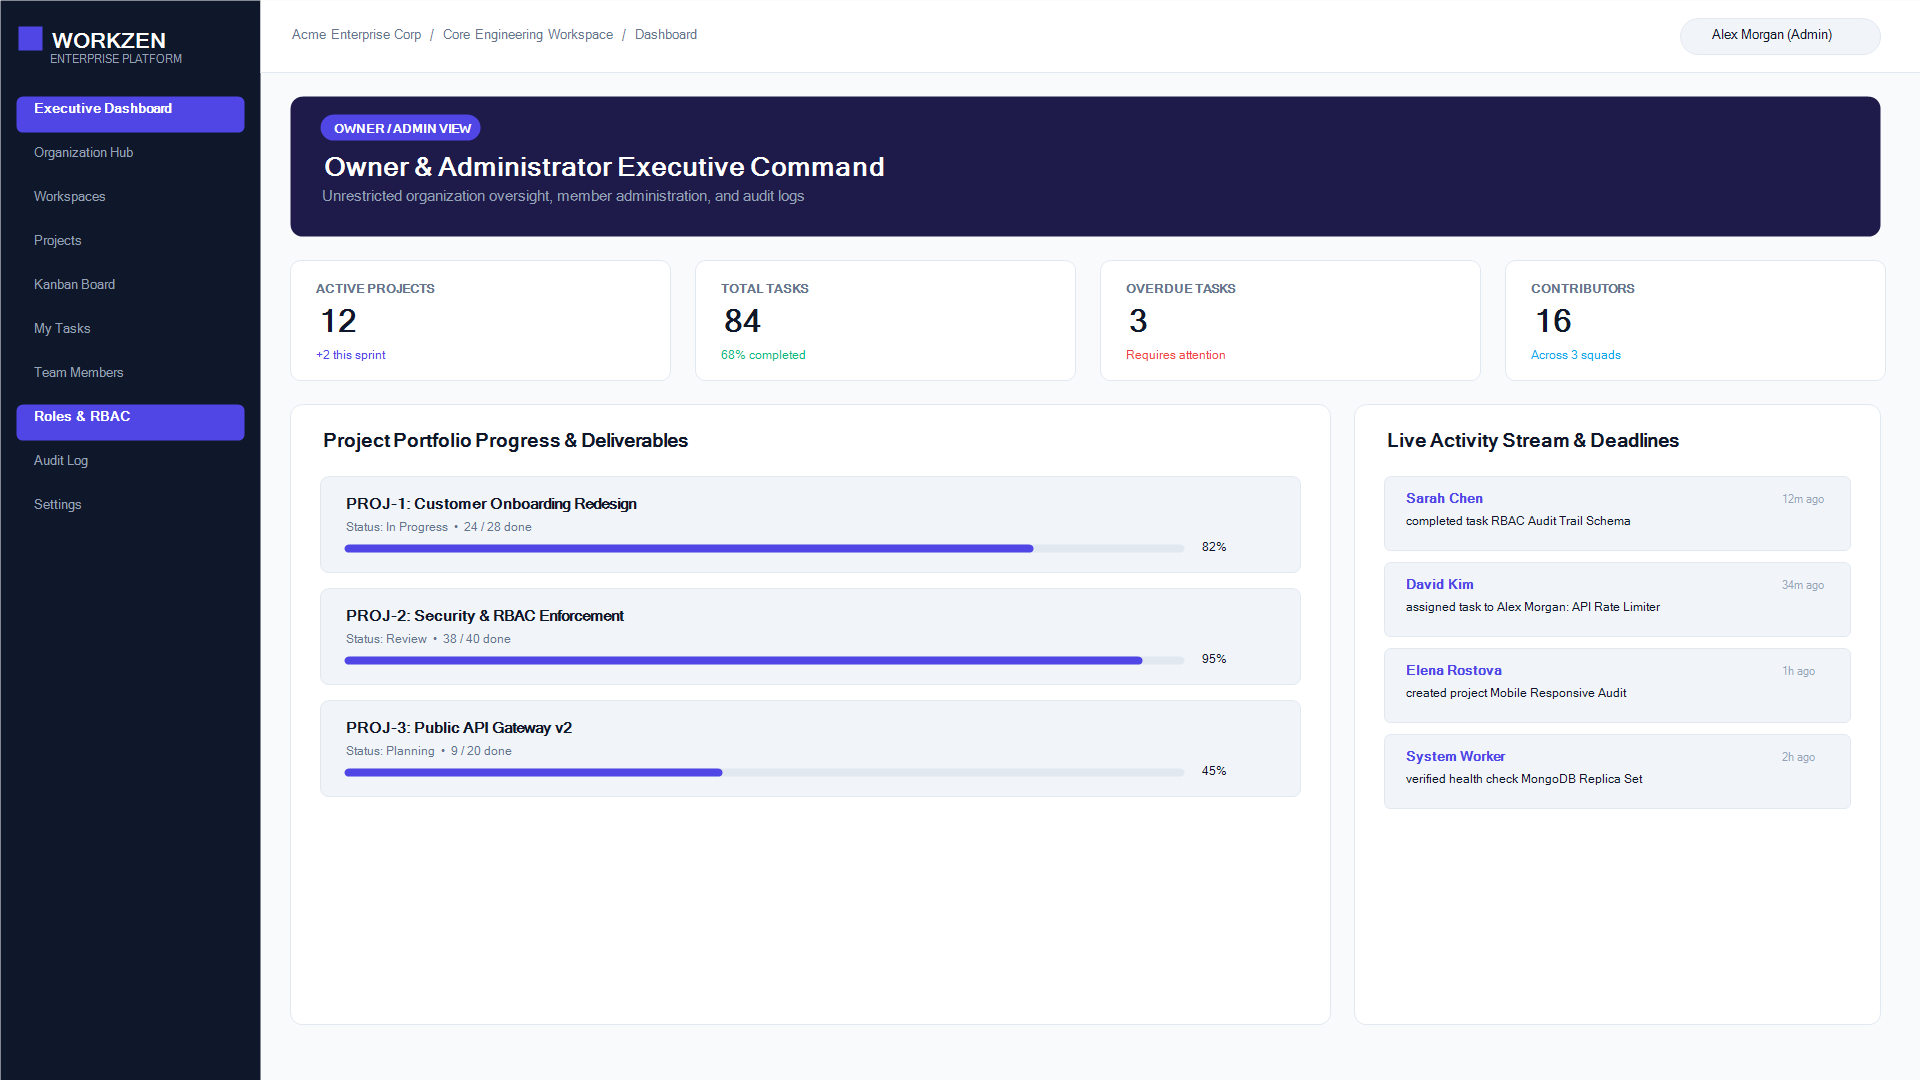 WORKZEN
ENTERPRISE PLATFORM
Executive Dashboard
Organization Hub
Workspaces
Projects
Kanban Board
My Tasks
Team Members
Roles & RBAC
Audit Log
Settings
Acme Enterprise Corp / Core Engineering Workspace / Dashboard
Alex Morgan (Admin)
OWNER / ADMIN VIEW
Owner & Administrator Executive Command
Unrestricted organization oversight, member administration, and audit logs
ACTIVE PROJECTS
12
+2 this sprint
TOTAL TASKS
84
68% completed
OVERDUE TASKS
3
Requires attention
CONTRIBUTORS
16
Across 3 squads
Project Portfolio Progress & Deliverables
PROJ-1: Customer Onboarding Redesign
Status: In Progress • 24 / 28 done
82%
PROJ-2: Security & RBAC Enforcement
Status: Review • 38 / 40 done
95%
PROJ-3: Public API Gateway v2
Status: Planning • 9 / 20 done
45%
Live Activity Stream & Deadlines
Sarah Chen 12m ago
completed task RBAC Audit Trail Schema
David Kim 34m ago
assigned task to Alex Morgan: API Rate Limiter
Elena Rostova 1h ago
created project Mobile Responsive Audit
System Worker 2h ago
verified health check MongoDB Replica Set